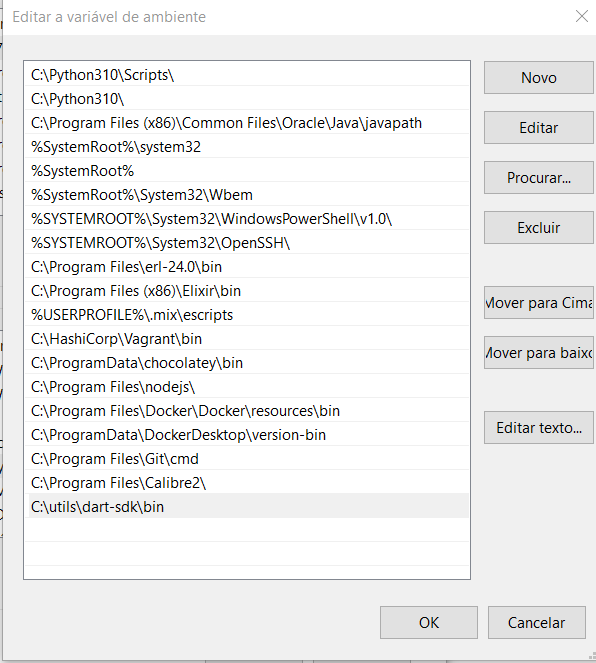 Editar a variável de ambiente
C:\Python310\Scripts\
C:\Python310\
C:\Program Files (x86)\Common Files\Oracle\Java\javapath
%SystemRoot%\system32
%SystemRoot%
%SystemRoot%\System32\Wbem
%SYSTEMROOT%\System32\WindowsPowerShell\v1.0\
%SYSTEMROOT%\System32\OpenSSH\
C:\Program Files\erl-24.0\bin
C:\Program Files (x86)\Elixir\bin
%USERPROFILE%\.mix\escripts
C:\HashiCorp\Vagrant\bin
C:\ProgramData\chocolatey\bin
C:\Program Files\nodejs\
C:\Program Files\Docker\Docker\resources\bin
C:\ProgramData\DockerDesktop\version-bin
C:\Program Files\Git\cmd
C:\Program Files\Calibre2\
C:\utils\dart-sdk\bin
Novo
Editar
Procurar...
Excluir
Mover para Cima
Mover para baixo
Editar texto...
OK
Cancelar